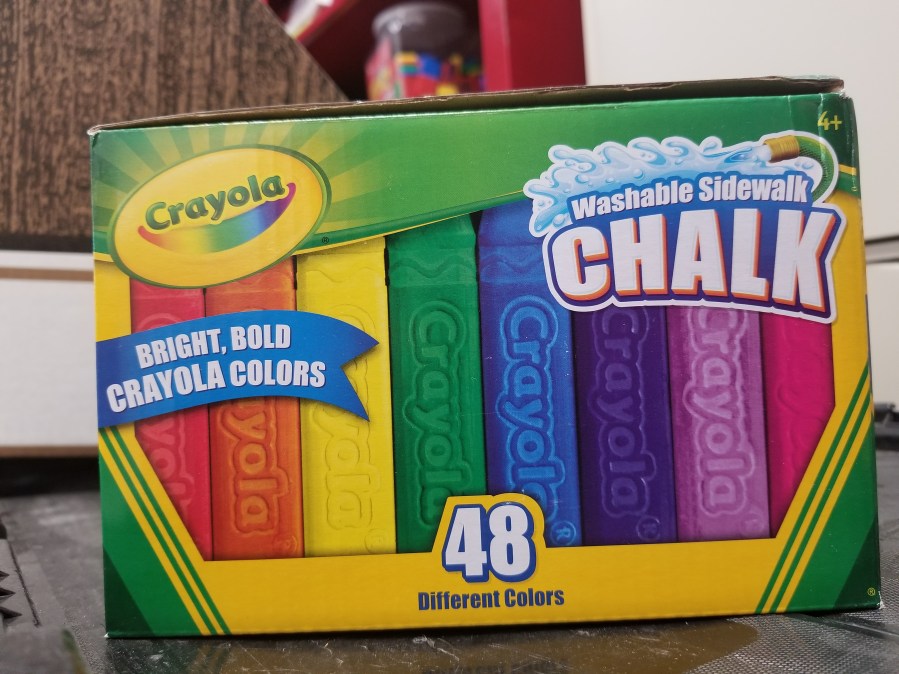 4+
Crayola
®
Washable Sidewalk
CHALK
BRIGHT, BOLD
CRAYOLA COLORS
Crayola
Crayola
Crayola
Crayola ®
48
Different Colors
®